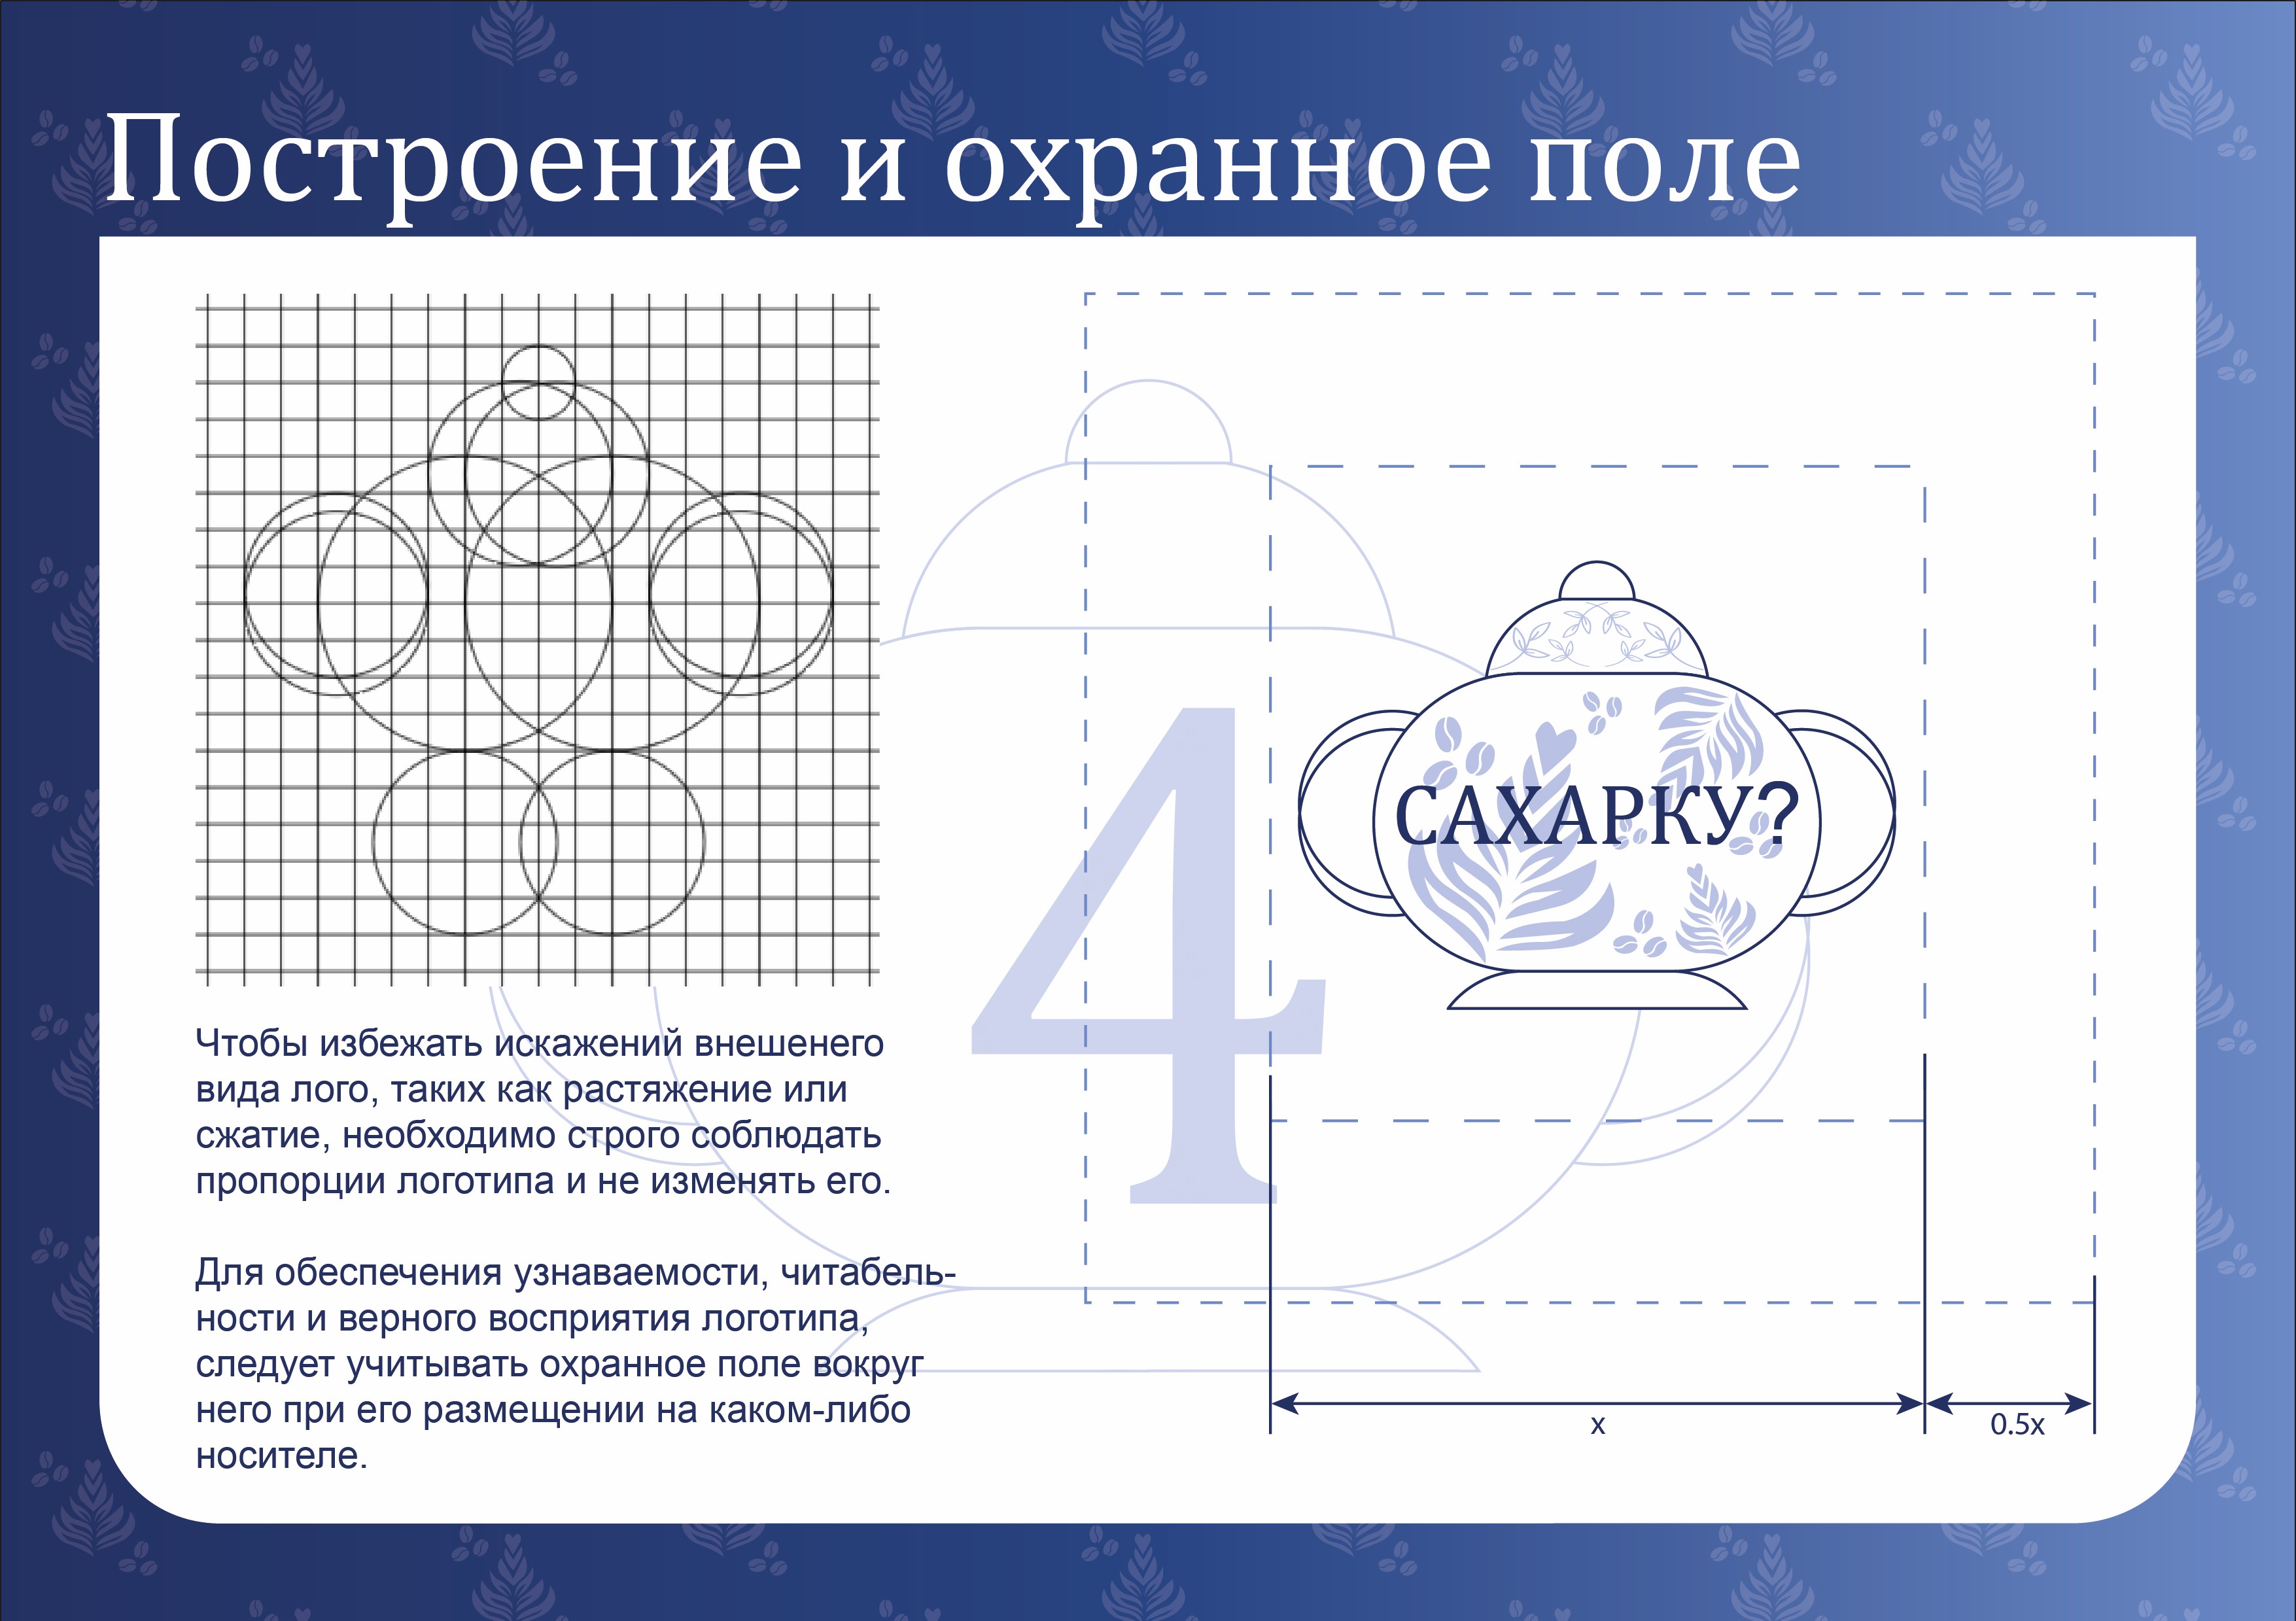 Построение и охранное поле
4
САХАРКУ?
Чтобы избежать искажений внешенего
вида лого, таких как растяжение или
сжатие, необходимо строго соблюдать
пропорции логотипа и не изменять его.
Для обеспечения узнаваемости, читабель-
ности и верного восприятия логотипа,
следует учитывать охранное поле вокруг
него при его размещении на каком-либо
носителе.
x
0.5x